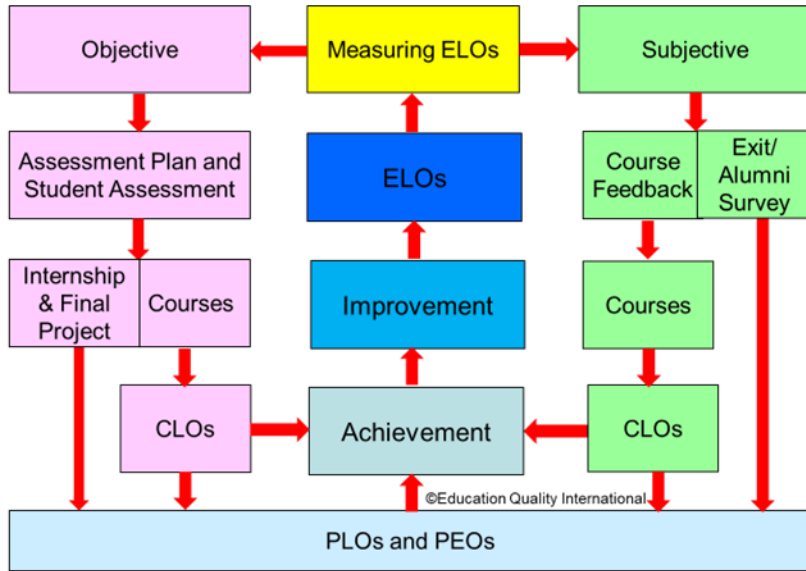 Objective
Measuring ELOs
Subjective
Assessment Plan and
Student Assessment
ELOs
Course
Feedback
Exit/
Alumni
Survey
Internship
& Final
Project
Courses
Improvement
Courses
CLOs
Achievement
CLOs
©Education Quality International
PLOs and PEOs